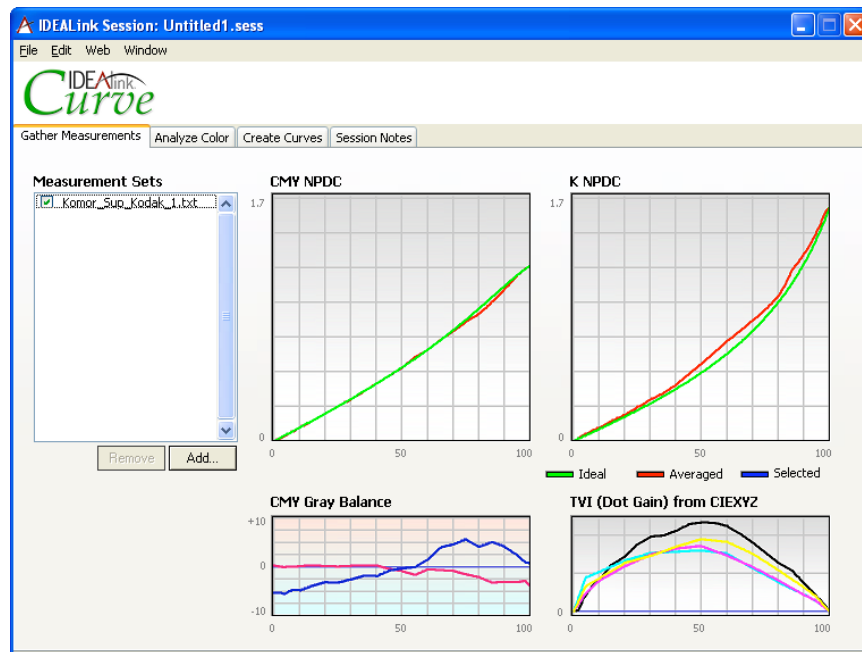 IDEALink Session: Untitled1.sess
File Edit Web Window
IDEAlink
Curve
Gather Measurements Analyze Color Create Curves Session Notes
Measurement Sets
Komor_Sup_Kodak_1.txt
Remove Add...
CMY NPDC
1.7
0
0 50 100
K NPDC
1.7
0
0 50 100
Ideal Averaged Selected
CMY Gray Balance
+10
0
-10
0 50 100
TVI (Dot Gain) from CIEXYZ
0
0 50 100